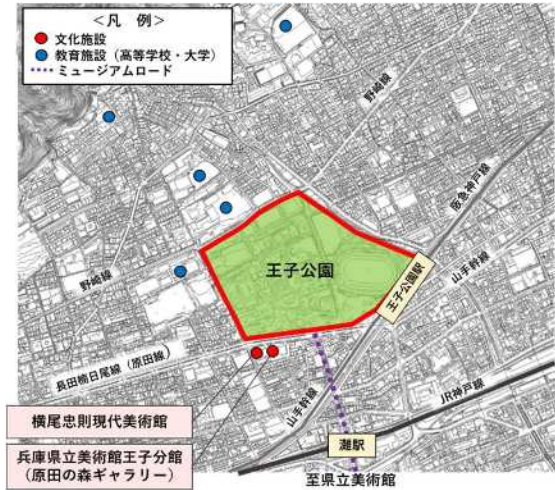 ＜凡　例＞
文化施設
教育施設（高等学校・大学）
ミュージアムロード
野崎線
阪急神戸線
王子公園
王子公園駅
山手幹線
野崎線
長田楠日尾線（原田線）
山手幹線
JR神戸線
横尾忠則現代美術館
灘駅
兵庫県立美術館王子分館
（原田の森ギャラリー）
至県立美術館